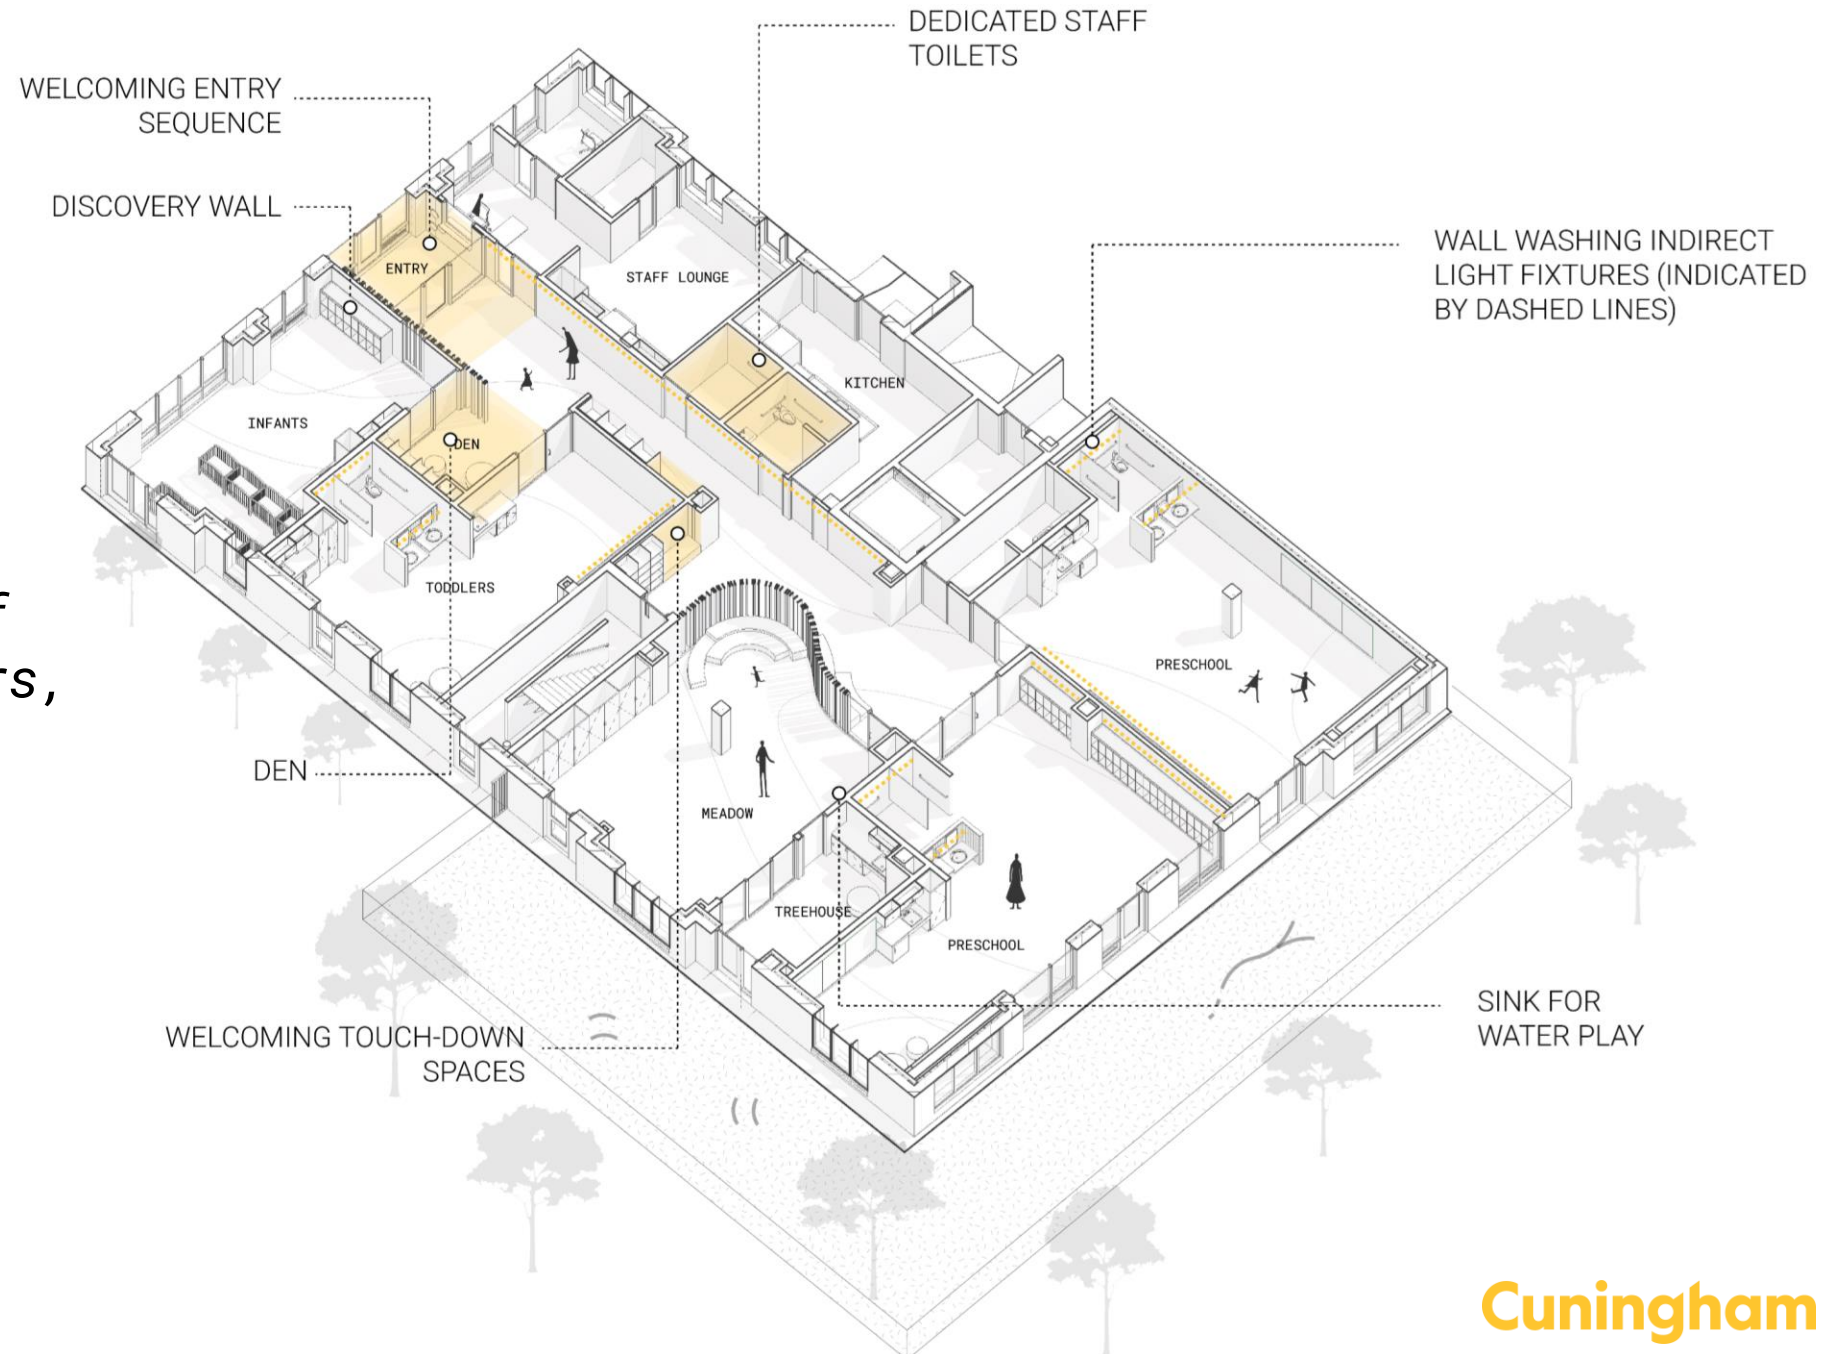 DEDICATED STAFF
TOILETS
WELCOMING ENTRY
SEQUENCE
DISCOVERY WALL
WALL WASHING INDIRECT
LIGHT FIXTURES (INDICATED
BY DASHED LINES)
ENTRY
STAFF LOUNGE
KITCHEN
INFANTS
DEN
TODDLERS
PRESCHOOL
DEN
MEADOW
TREEHOUSE
PRESCHOOL
WELCOMING TOUCH-DOWN
SPACES
SINK FOR
WATER PLAY
Cuningham